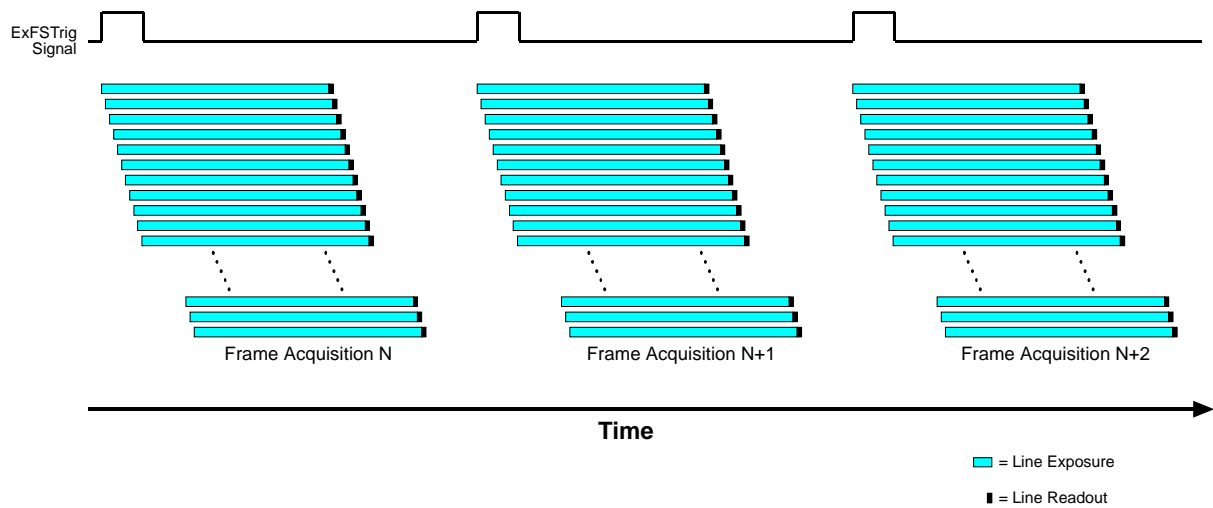 ExFSTrig
Signal
Frame Acquisition N
Frame Acquisition N+1
Frame Acquisition N+2
Time
= Line Exposure
= Line Readout